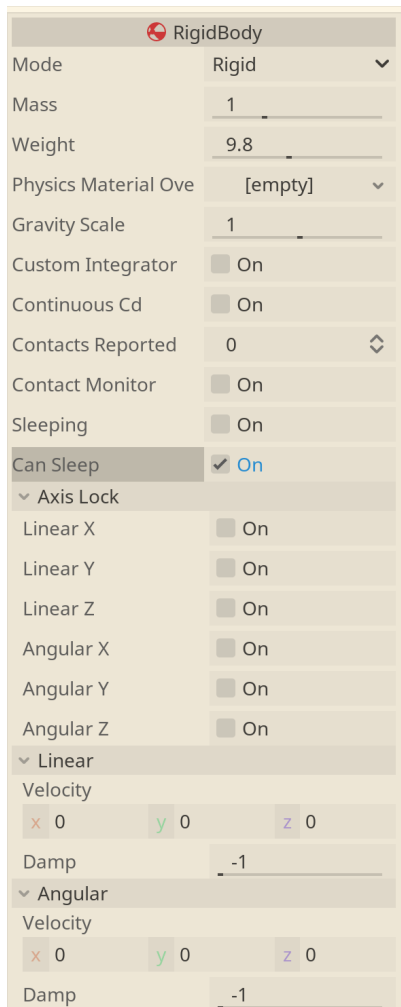 RigidBody
Mode Rigid
Mass 1
Weight 9.8
Physics Material Ove [empty]
Gravity Scale 1
Custom Integrator On
Continuous Cd On
Contacts Reported 0
Contact Monitor On
Sleeping On
Can Sleep On
Axis Lock
Linear X On
Linear Y On
Linear Z On
Angular X On
Angular Y On
Angular Z On
Linear
Velocity
x 0 y 0 z 0
Damp -1
Angular
Velocity
x 0 y 0 z 0
Damp -1